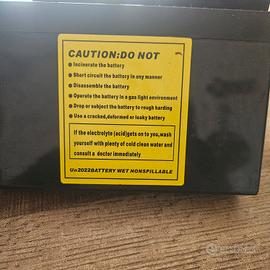 CAUTION:DO NOT
● Incinerate the battery
● Short circuit the battery in any manner
● Disassemble the battery
● Operate the battery in a gas light environment
● Drop or subject the battery to rough harding
● Use a cracked,deformed or leaky battery
If the electrolyte (acid)gets on to you,wash
yourself with plenty of cold clean water and
consult a doctor immediately
Un2022BATTERY WET NONSPILLABLE